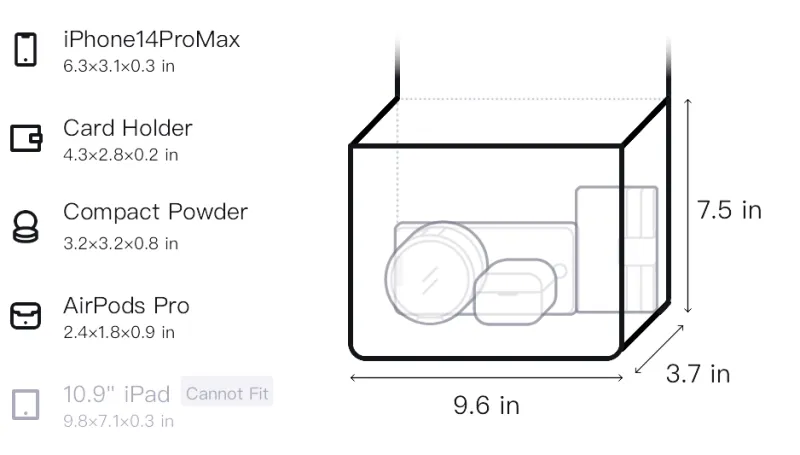 iPhone14ProMax
6.3×3.1×0.3 in
Card Holder
4.3×2.8×0.2 in
Compact Powder
3.2×3.2×0.8 in
AirPods Pro
2.4×1.8×0.9 in
10.9" iPad Cannot Fit
9.8×7.1×0.3 in
7.5 in
3.7 in
9.6 in